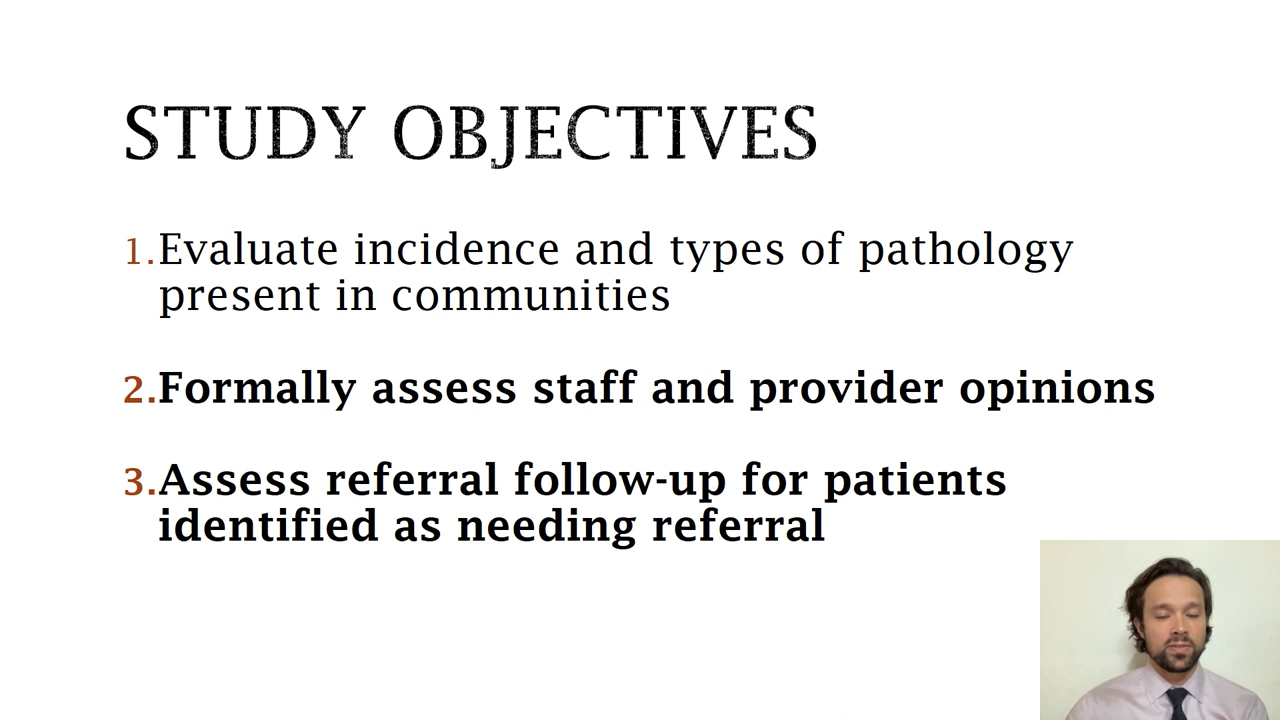 STUDY OBJECTIVES
1. Evaluate incidence and types of pathology
present in communities
2. Formally assess staff and provider opinions
3. Assess referral follow-up for patients
identified as needing referral